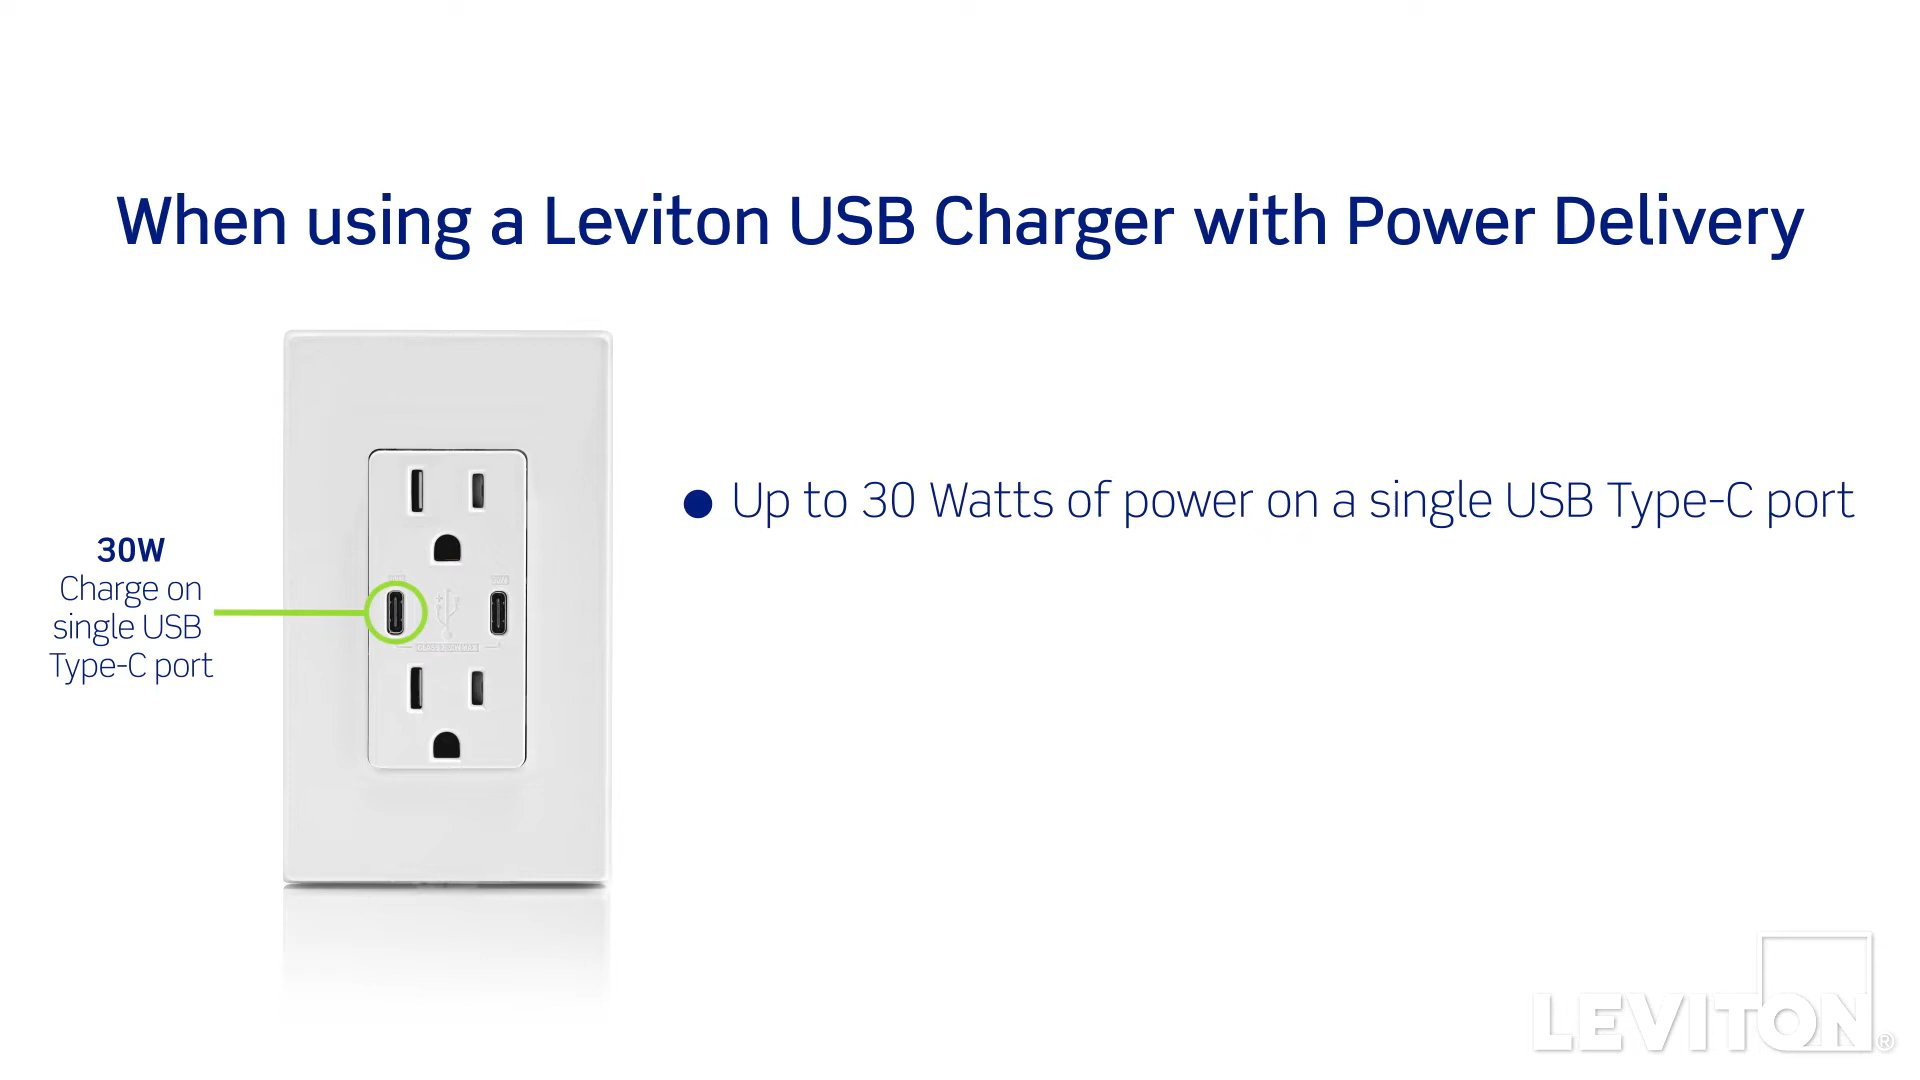 When using a Leviton USB Charger with Power Delivery
Up to 30 Watts of power on a single USB Type-C port
30W
Charge on
single USB
Type-C port
LEVITON®